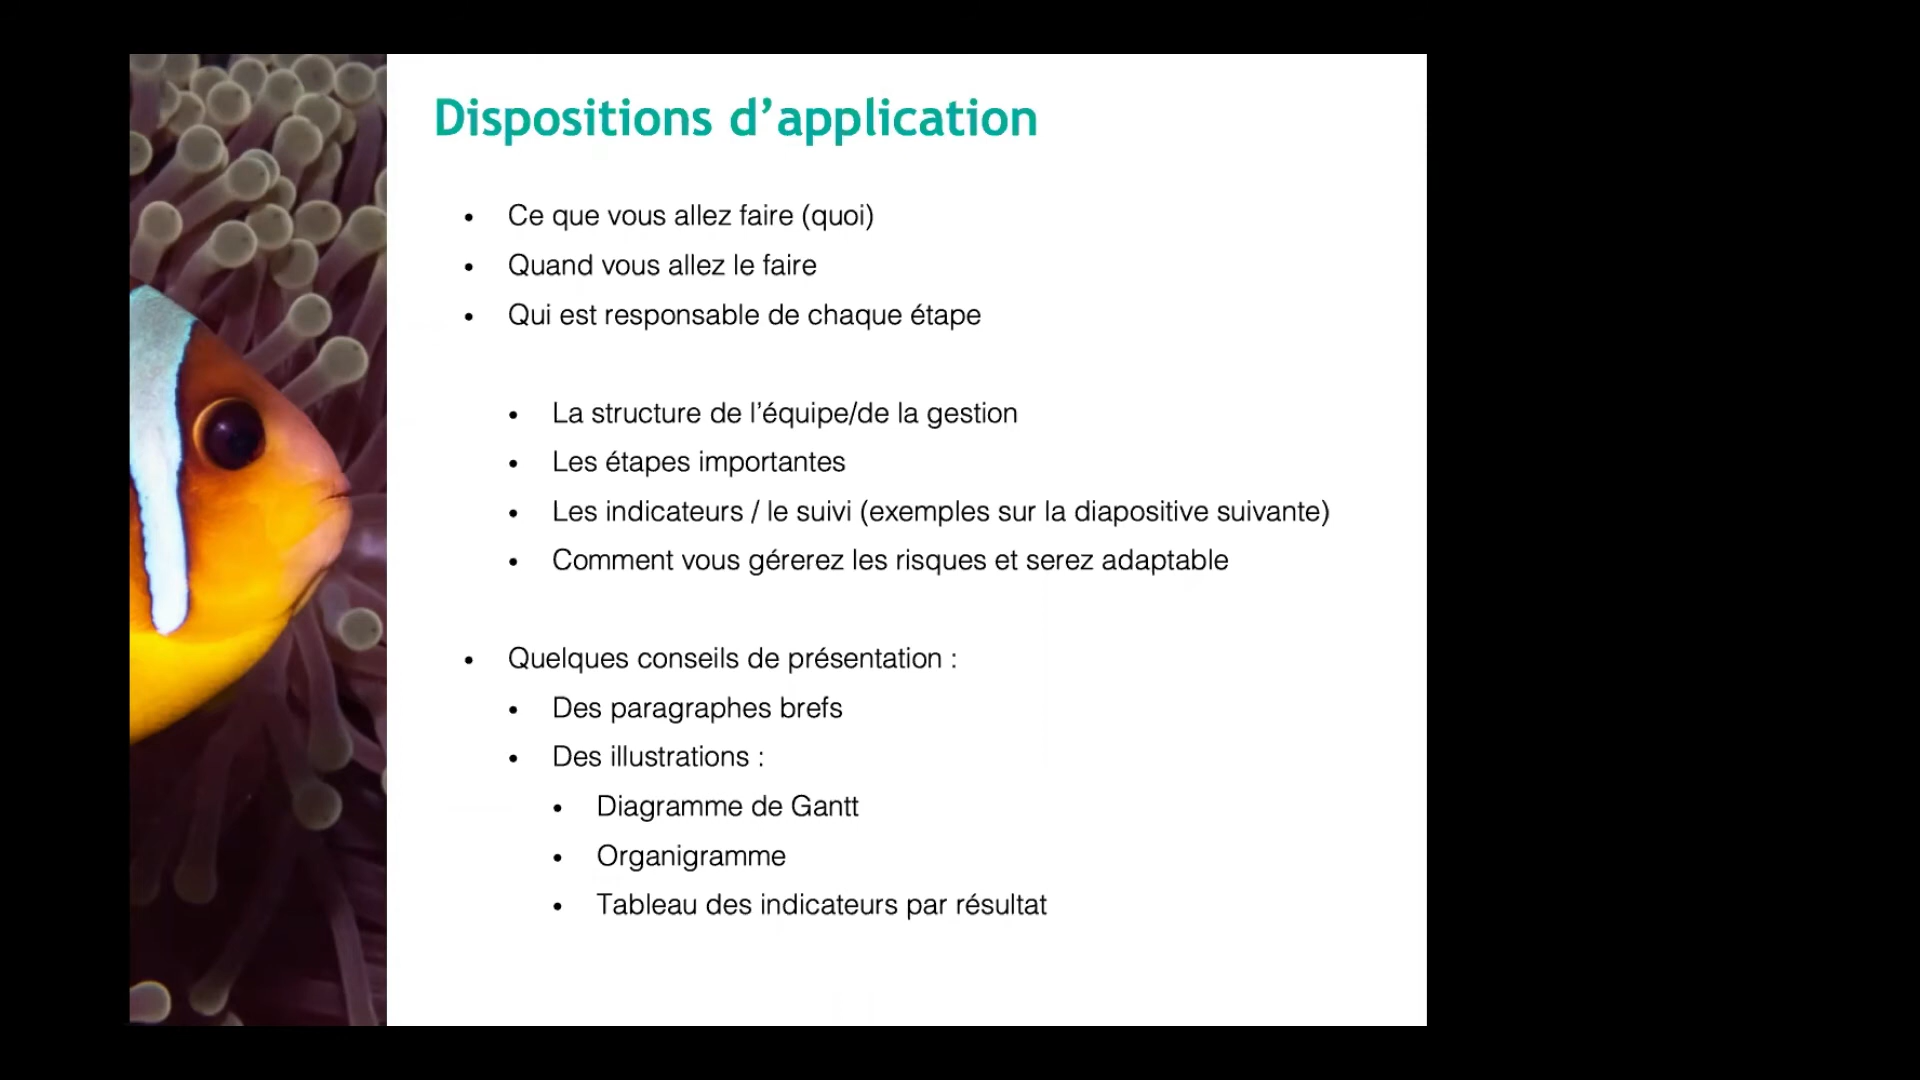 Dispositions d’application
• Ce que vous allez faire (quoi)
• Quand vous allez le faire
• Qui est responsable de chaque étape
• La structure de l’équipe/de la gestion
• Les étapes importantes
• Les indicateurs / le suivi (exemples sur la diapositive suivante)
• Comment vous gérerez les risques et serez adaptable
• Quelques conseils de présentation :
• Des paragraphes brefs
• Des illustrations :
• Diagramme de Gantt
• Organigramme
• Tableau des indicateurs par résultat